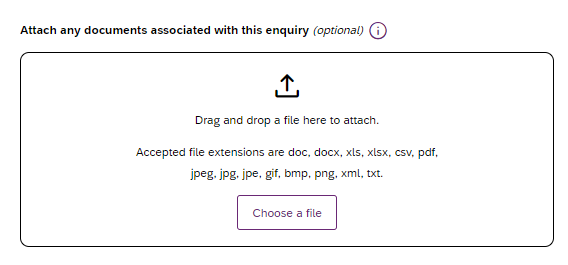 Attach any documents associated with this enquiry (optional) i
Drag and drop a file here to attach.
Accepted file extensions are doc, docx, xls, xlsx, csv, pdf,
jpeg, jpg, jpe, gif, bmp, png, xml, txt.
Choose a file